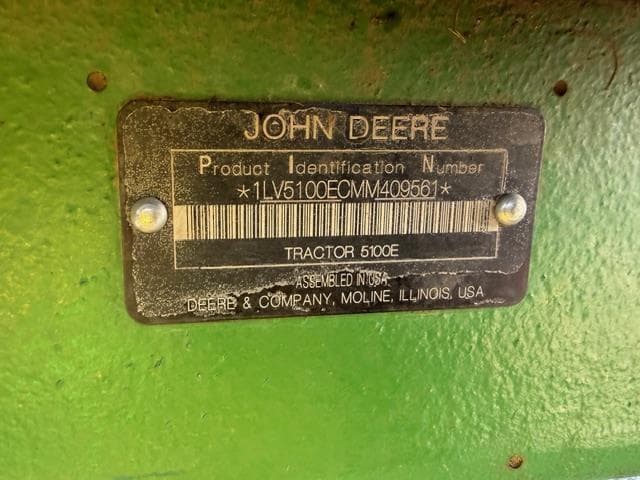 JOHN DEERE
Product Identification Number
*1LV5100ECMM409561*
TRACTOR 5100E
ASSEMBLED IN USA
DEERE & COMPANY, MOLINE, ILLINOIS, USA